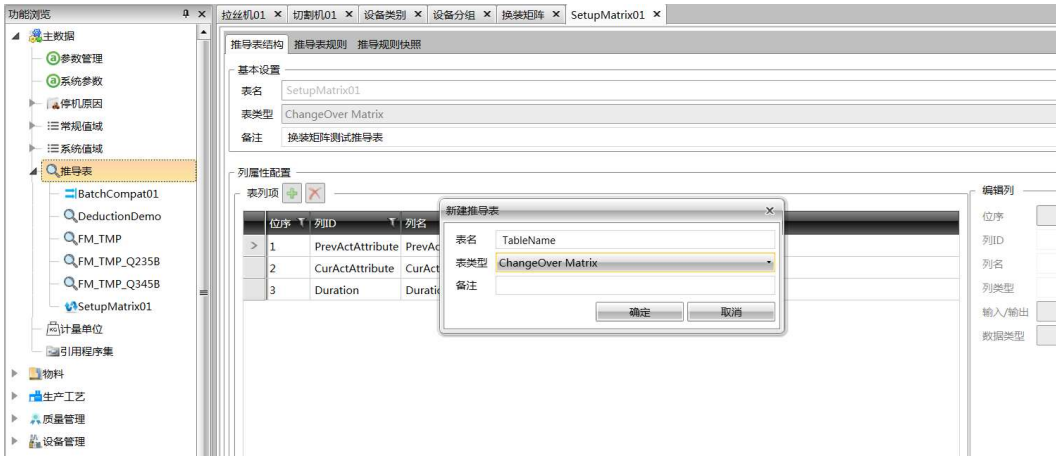 功能浏览
主数据
参数管理
系统参数
停机原因
常规值域
系统值域
推导表
BatchCompat01
DeductionDemo
FM_TMP
FM_TMP_Q235B
FM_TMP_Q345B
SetupMatrix01
计量单位
引用程序集
物料
生产工艺
质量管理
设备管理
拉丝机01 × 切割机01 × 设备类别 × 设备分组 × 换装矩阵 × SetupMatrix01 ×
推导表结构 推导表规则 推导规则快照
基本设置
表名 SetupMatrix01
表类型 ChangeOver Matrix
备注 换装矩阵测试推导表
列属性配置
表列项
位序 列ID 列名
1 PrevActAttribute PrevAc
2 CurActAttribute CurAct
3 Duration Duratic
新建推导表 ×
表名 TableName
表类型 ChangeOver Matrix
备注
确定 取消
编辑列
位序
列ID
列名
列类型
输入/输出
数据类型